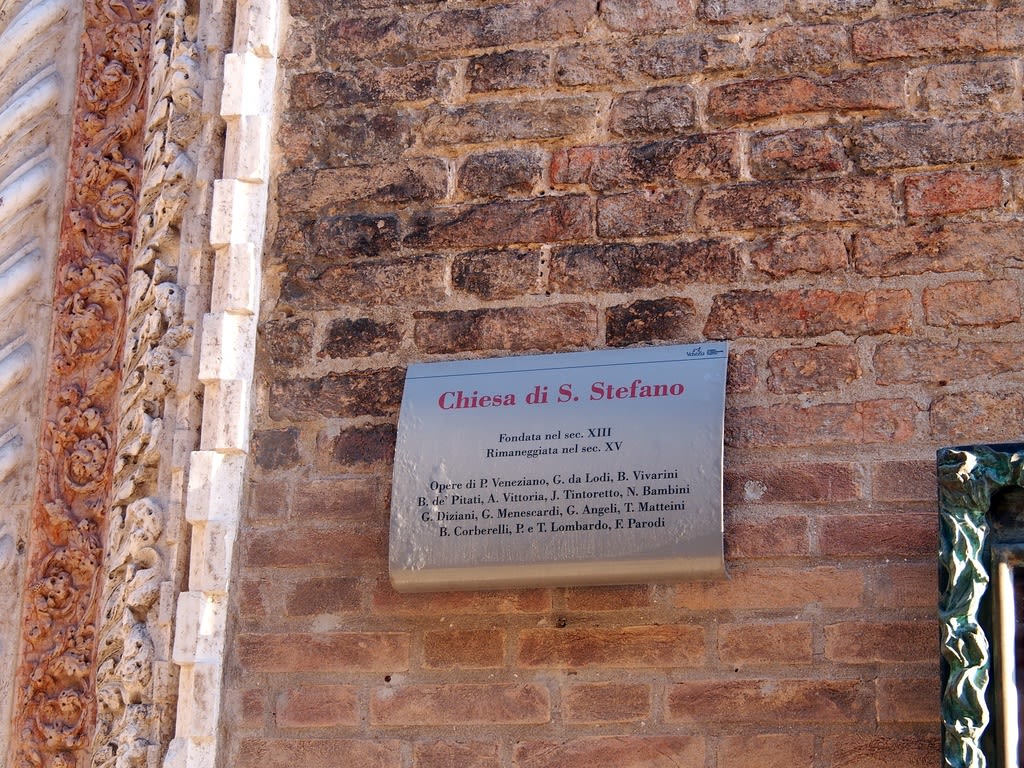 Venezia
Chiesa di S. Stefano
Fondata nel sec. XIII
Rimaneggiata nel sec. XV
Opere di P. Veneziano, G. da Lodi, B. Vivarini
B. de' Pitati, A. Vittoria, J. Tintoretto, N. Bambini
G. Diziani, G. Menescardi, G. Angeli, T. Matteini
B. Corberelli, P. e T. Lombardo, F. Parodi